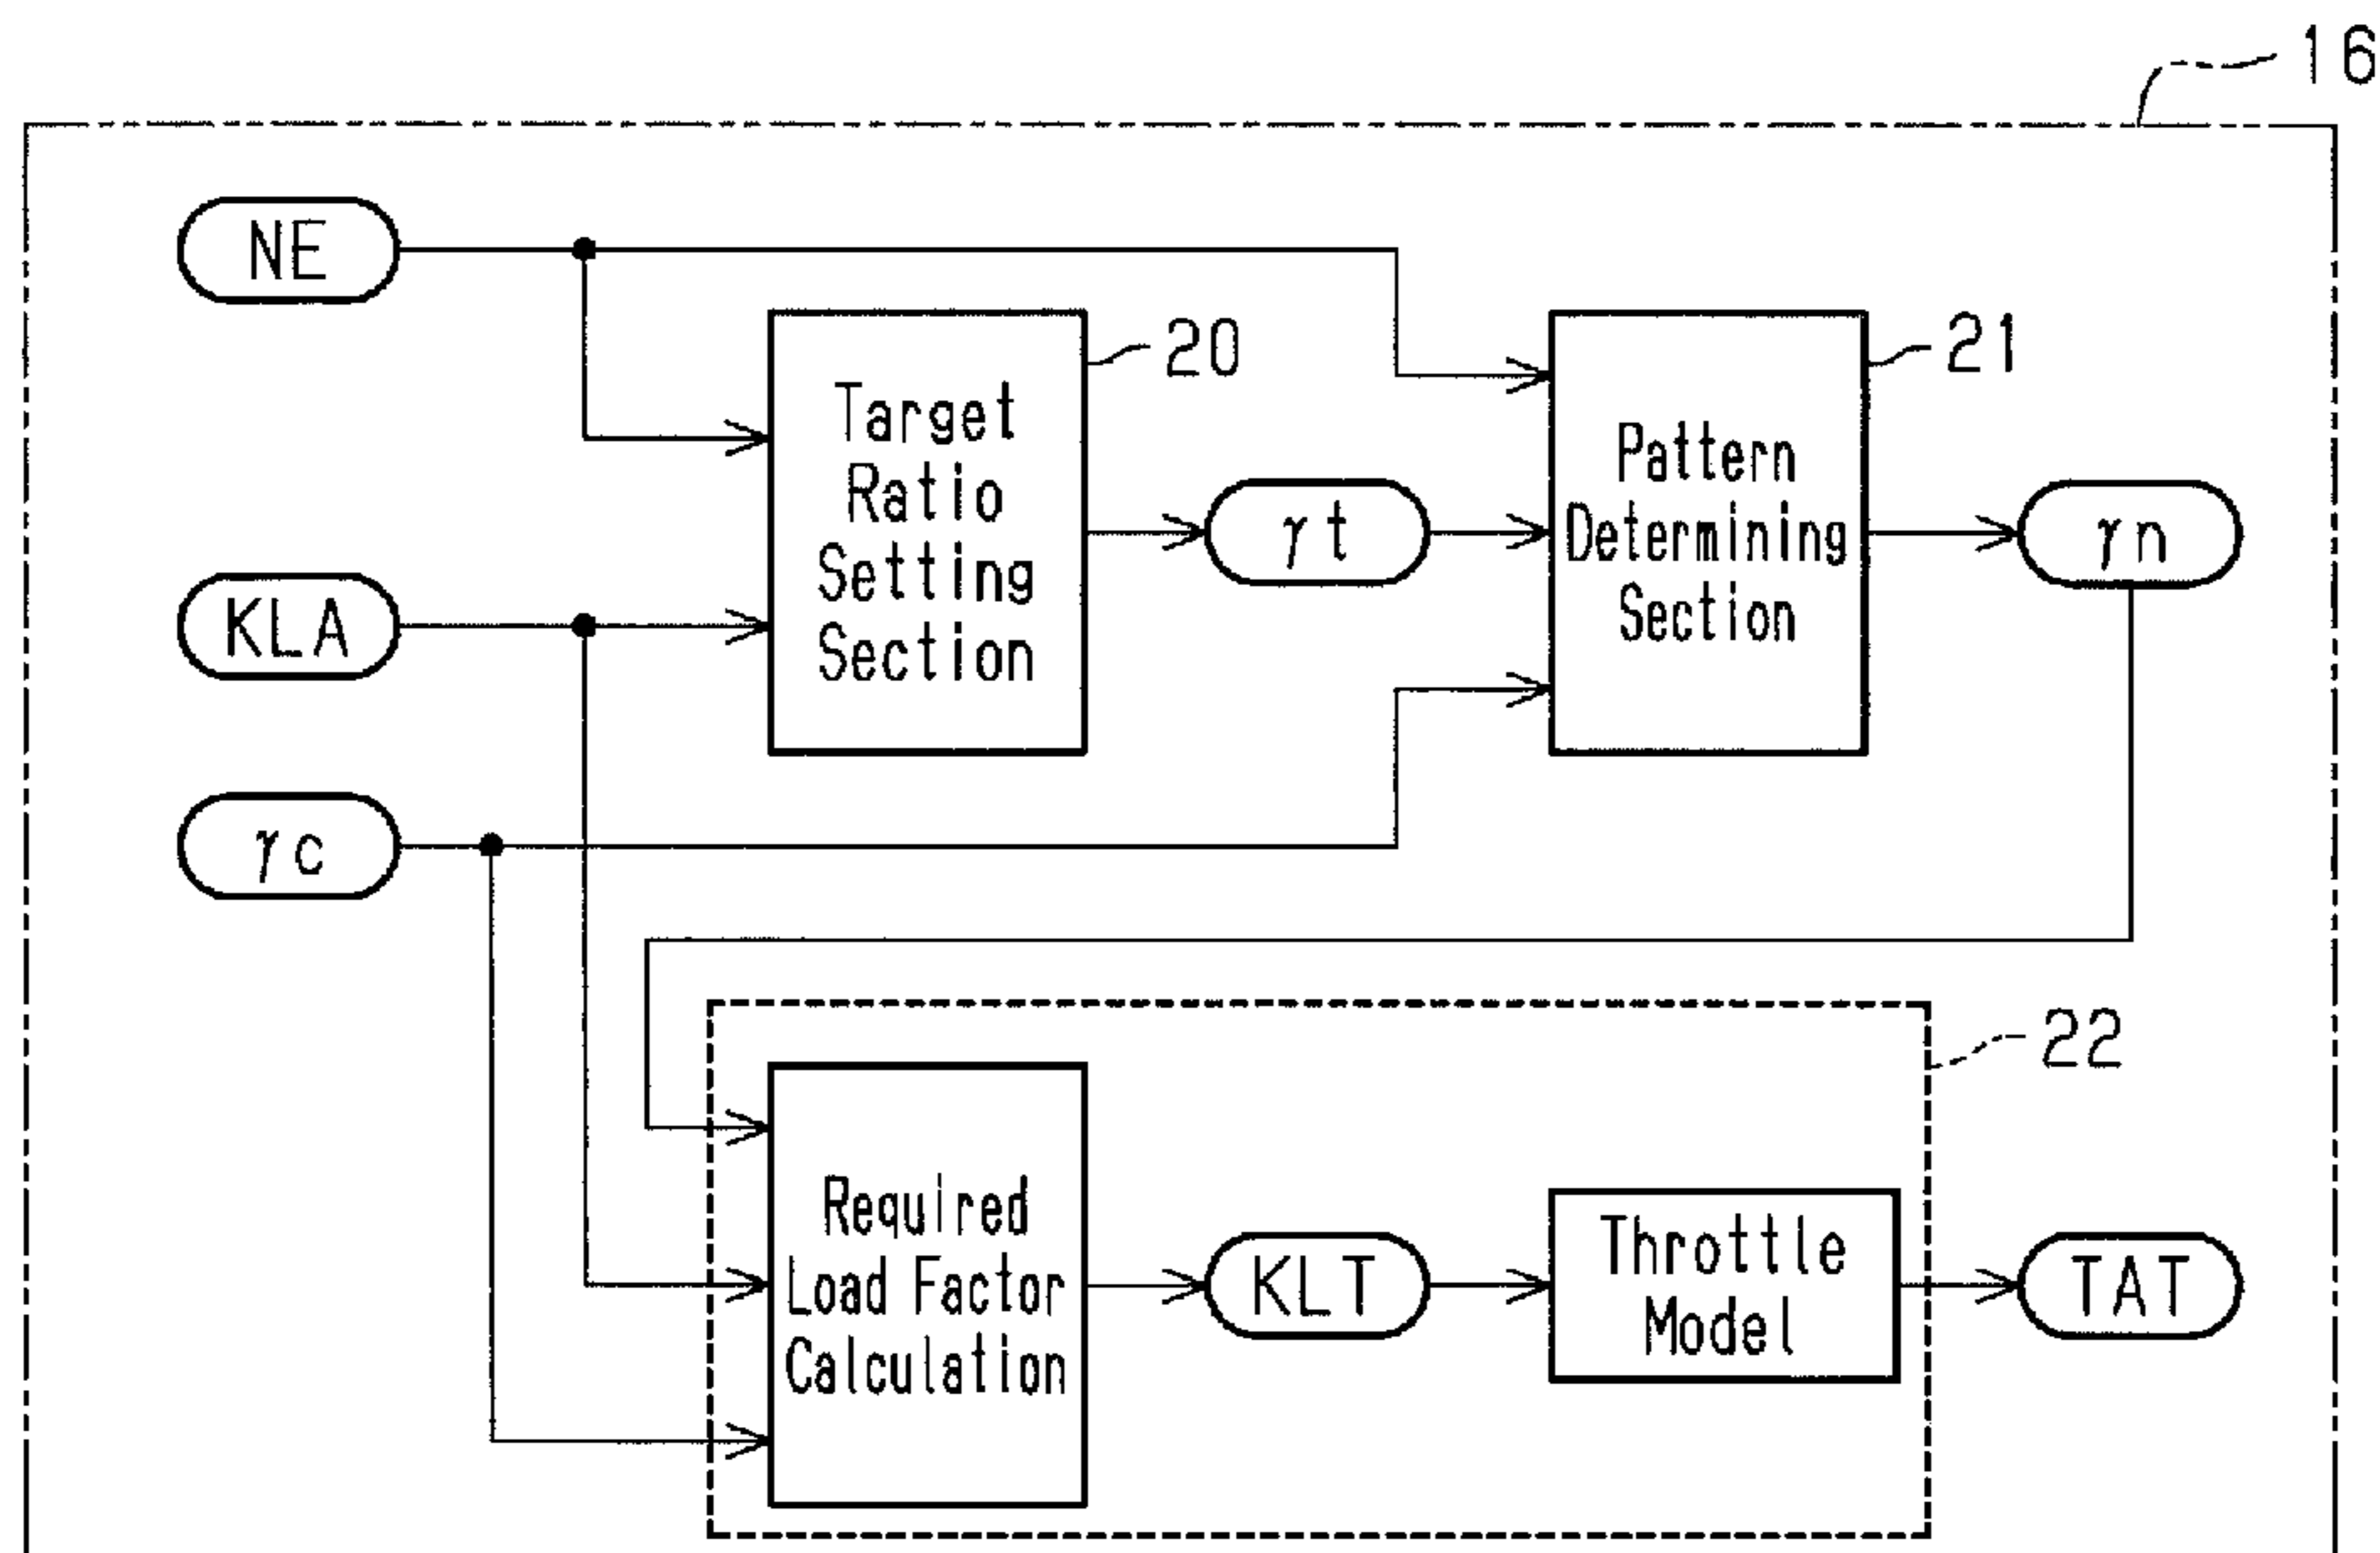 16
NE
20
21
Target
Ratio
Setting
Section
Pattern
Determining
Section
γt
γn
KLA
γc
22
Required
Load Factor
Calculation
KLT
Throttle
Model
TAT